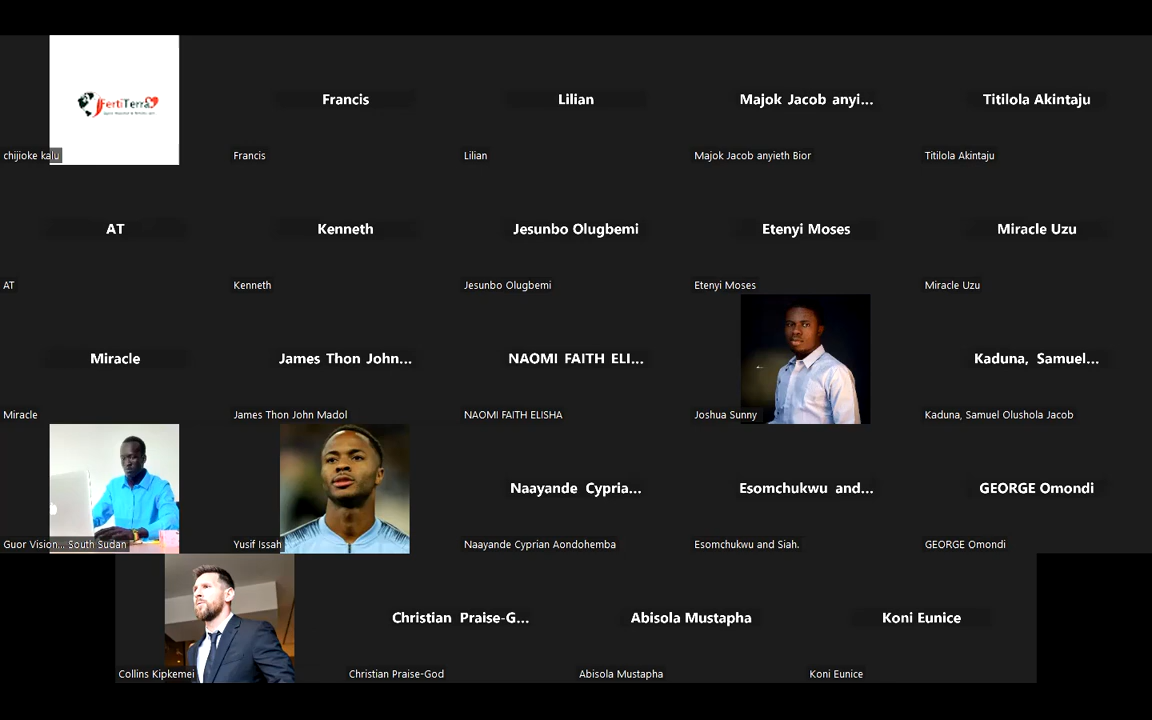 FertiTerra
Francis
Lilian
Majok Jacob anyi...
Titilola Akintaju
chijioke kalu
Francis
Lilian
Majok Jacob anyieth Bior
Titilola Akintaju
AT
Kenneth
Jesunbo Olugbemi
Etenyi Moses
Miracle Uzu
AT
Kenneth
Jesunbo Olugbemi
Etenyi Moses
Miracle Uzu
Miracle
James Thon John...
NAOMI FAITH ELI...
Kaduna, Samuel...
Miracle
James Thon John Madol
NAOMI FAITH ELISHA
Joshua Sunny
Kaduna, Samuel Olushola Jacob
Naayande Cypria...
Esomchukwu and...
GEORGE Omondi
Guor Vision... South Sudan
Yusif Issah
Naayande Cyprian Aondohemba
Esomchukwu and Siah.
GEORGE Omondi
Christian Praise-G...
Abisola Mustapha
Koni Eunice
Collins Kipkemei
Christian Praise-God
Abisola Mustapha
Koni Eunice